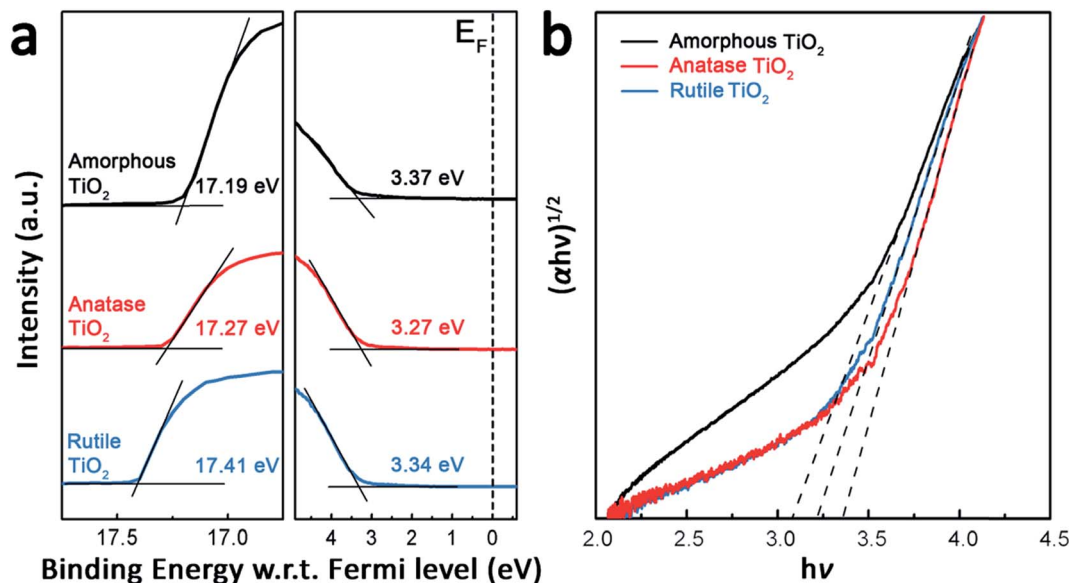 a
E_F
Amorphous
TiO₂
17.19 eV
3.37 eV
Anatase
TiO₂
17.27 eV
3.27 eV
Rutile
TiO₂
17.41 eV
3.34 eV
Intensity (a.u.)
17.5 17.0 4 3 2 1 0
Binding Energy w.r.t. Fermi level (eV)
b
Amorphous TiO₂
Anatase TiO₂
Rutile TiO₂
(αhν)¹/²
2.0 2.5 3.0 3.5 4.0 4.5
hν